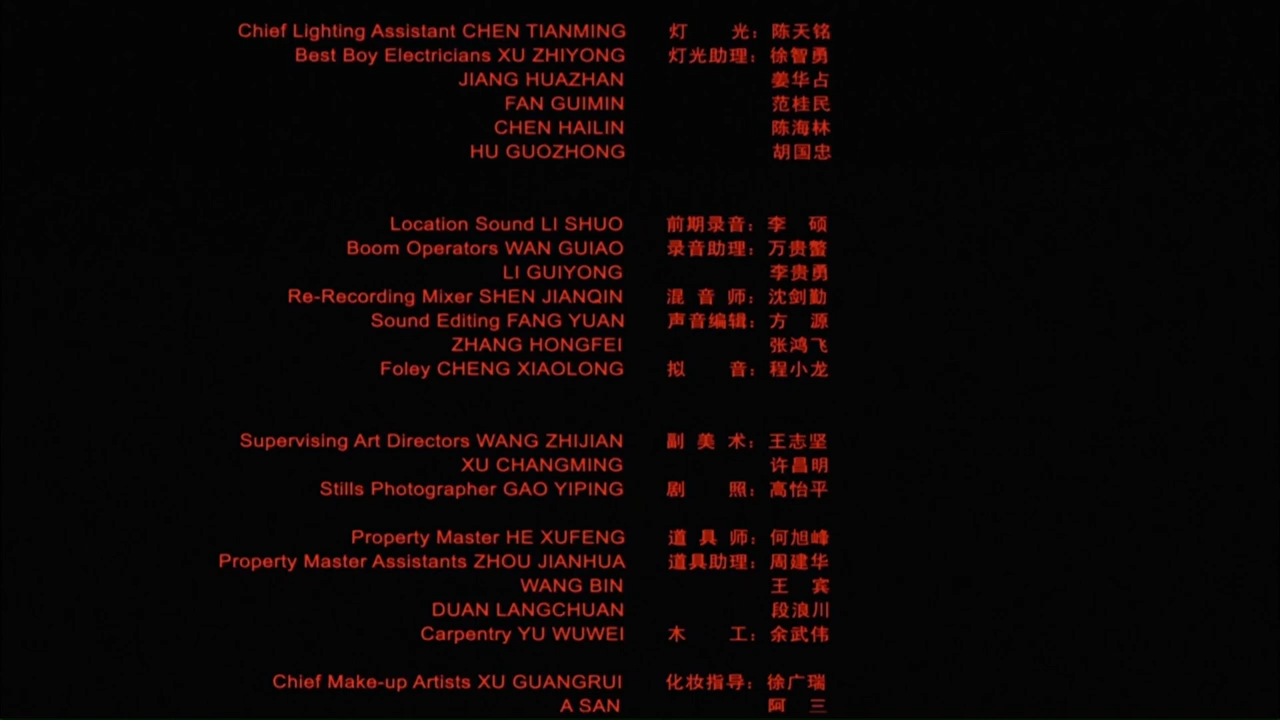 Chief Lighting Assistant CHEN TIANMING 灯 光：陈天铭
Best Boy Electricians XU ZHIYONG 灯光助理：徐智勇
JIANG HUAZHAN 姜华占
FAN GUIMIN 范桂民
CHEN HAILIN 陈海林
HU GUOZHONG 胡国忠
Location Sound LI SHUO 前期录音：李 硕
Boom Operators WAN GUIAO 录音助理：万贵
LI GUIYONG 李贵勇
Re-Recording Mixer SHEN JIANQIN 混 音 师：沈剑勤
Sound Editing FANG YUAN 声音编辑：方 源
ZHANG HONGFEI 张鸿飞
Foley CHENG XIAOLONG 拟 音：程小龙
Supervising Art Directors WANG ZHIJIAN 副 美 术：王志坚
XU CHANGMING 许昌明
Stills Photographer GAO YIPING 剧 照：高怡平
Property Master HE XUFENG 道 具 师：何旭峰
Property Master Assistants ZHOU JIANHUA 道具助理：周建华
WANG BIN 王 宾
DUAN LANGCHUAN 段浪川
Carpentry YU WUWEI 木 工：余武伟
Chief Make-up Artists XU GUANGRUI 化妆指导：徐广瑞
A SAN 阿 三